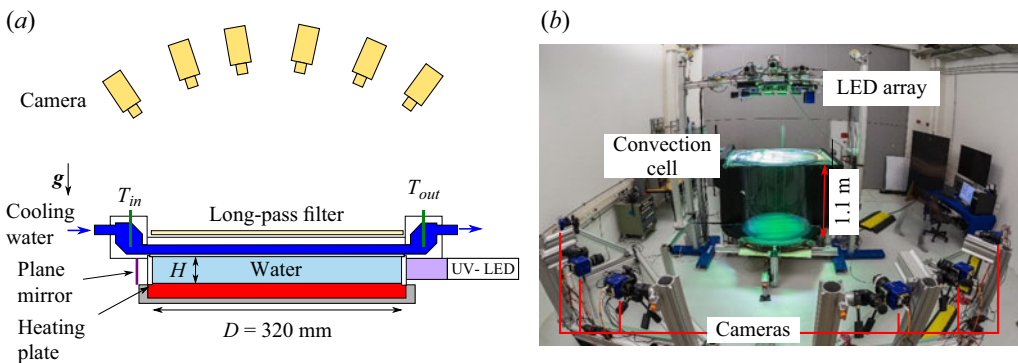 (a)
Camera
g
T_in
T_out
Long-pass filter
Cooling
water
H
Water
UV- LED
Plane
mirror
Heating
plate
D = 320 mm
(b)
LED array
Convection
cell
1.1 m
Cameras